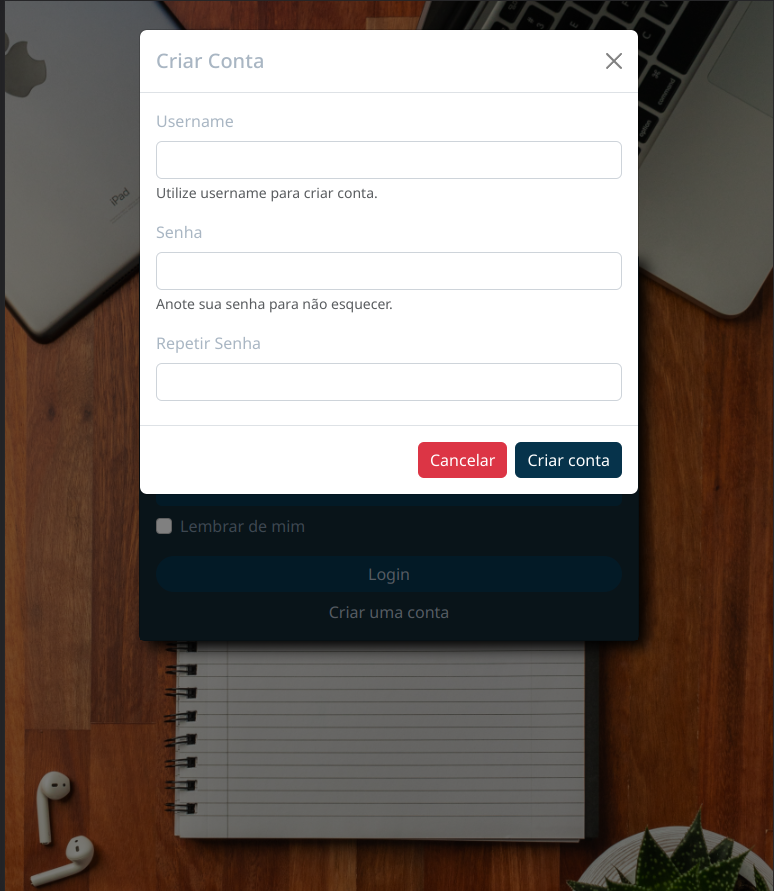 Criar Conta
Username
Utilize username para criar conta.
Senha
Anote sua senha para não esquecer.
Repetir Senha
Cancelar
Criar conta
Lembrar de mim
Login
Criar uma conta
iPad
command